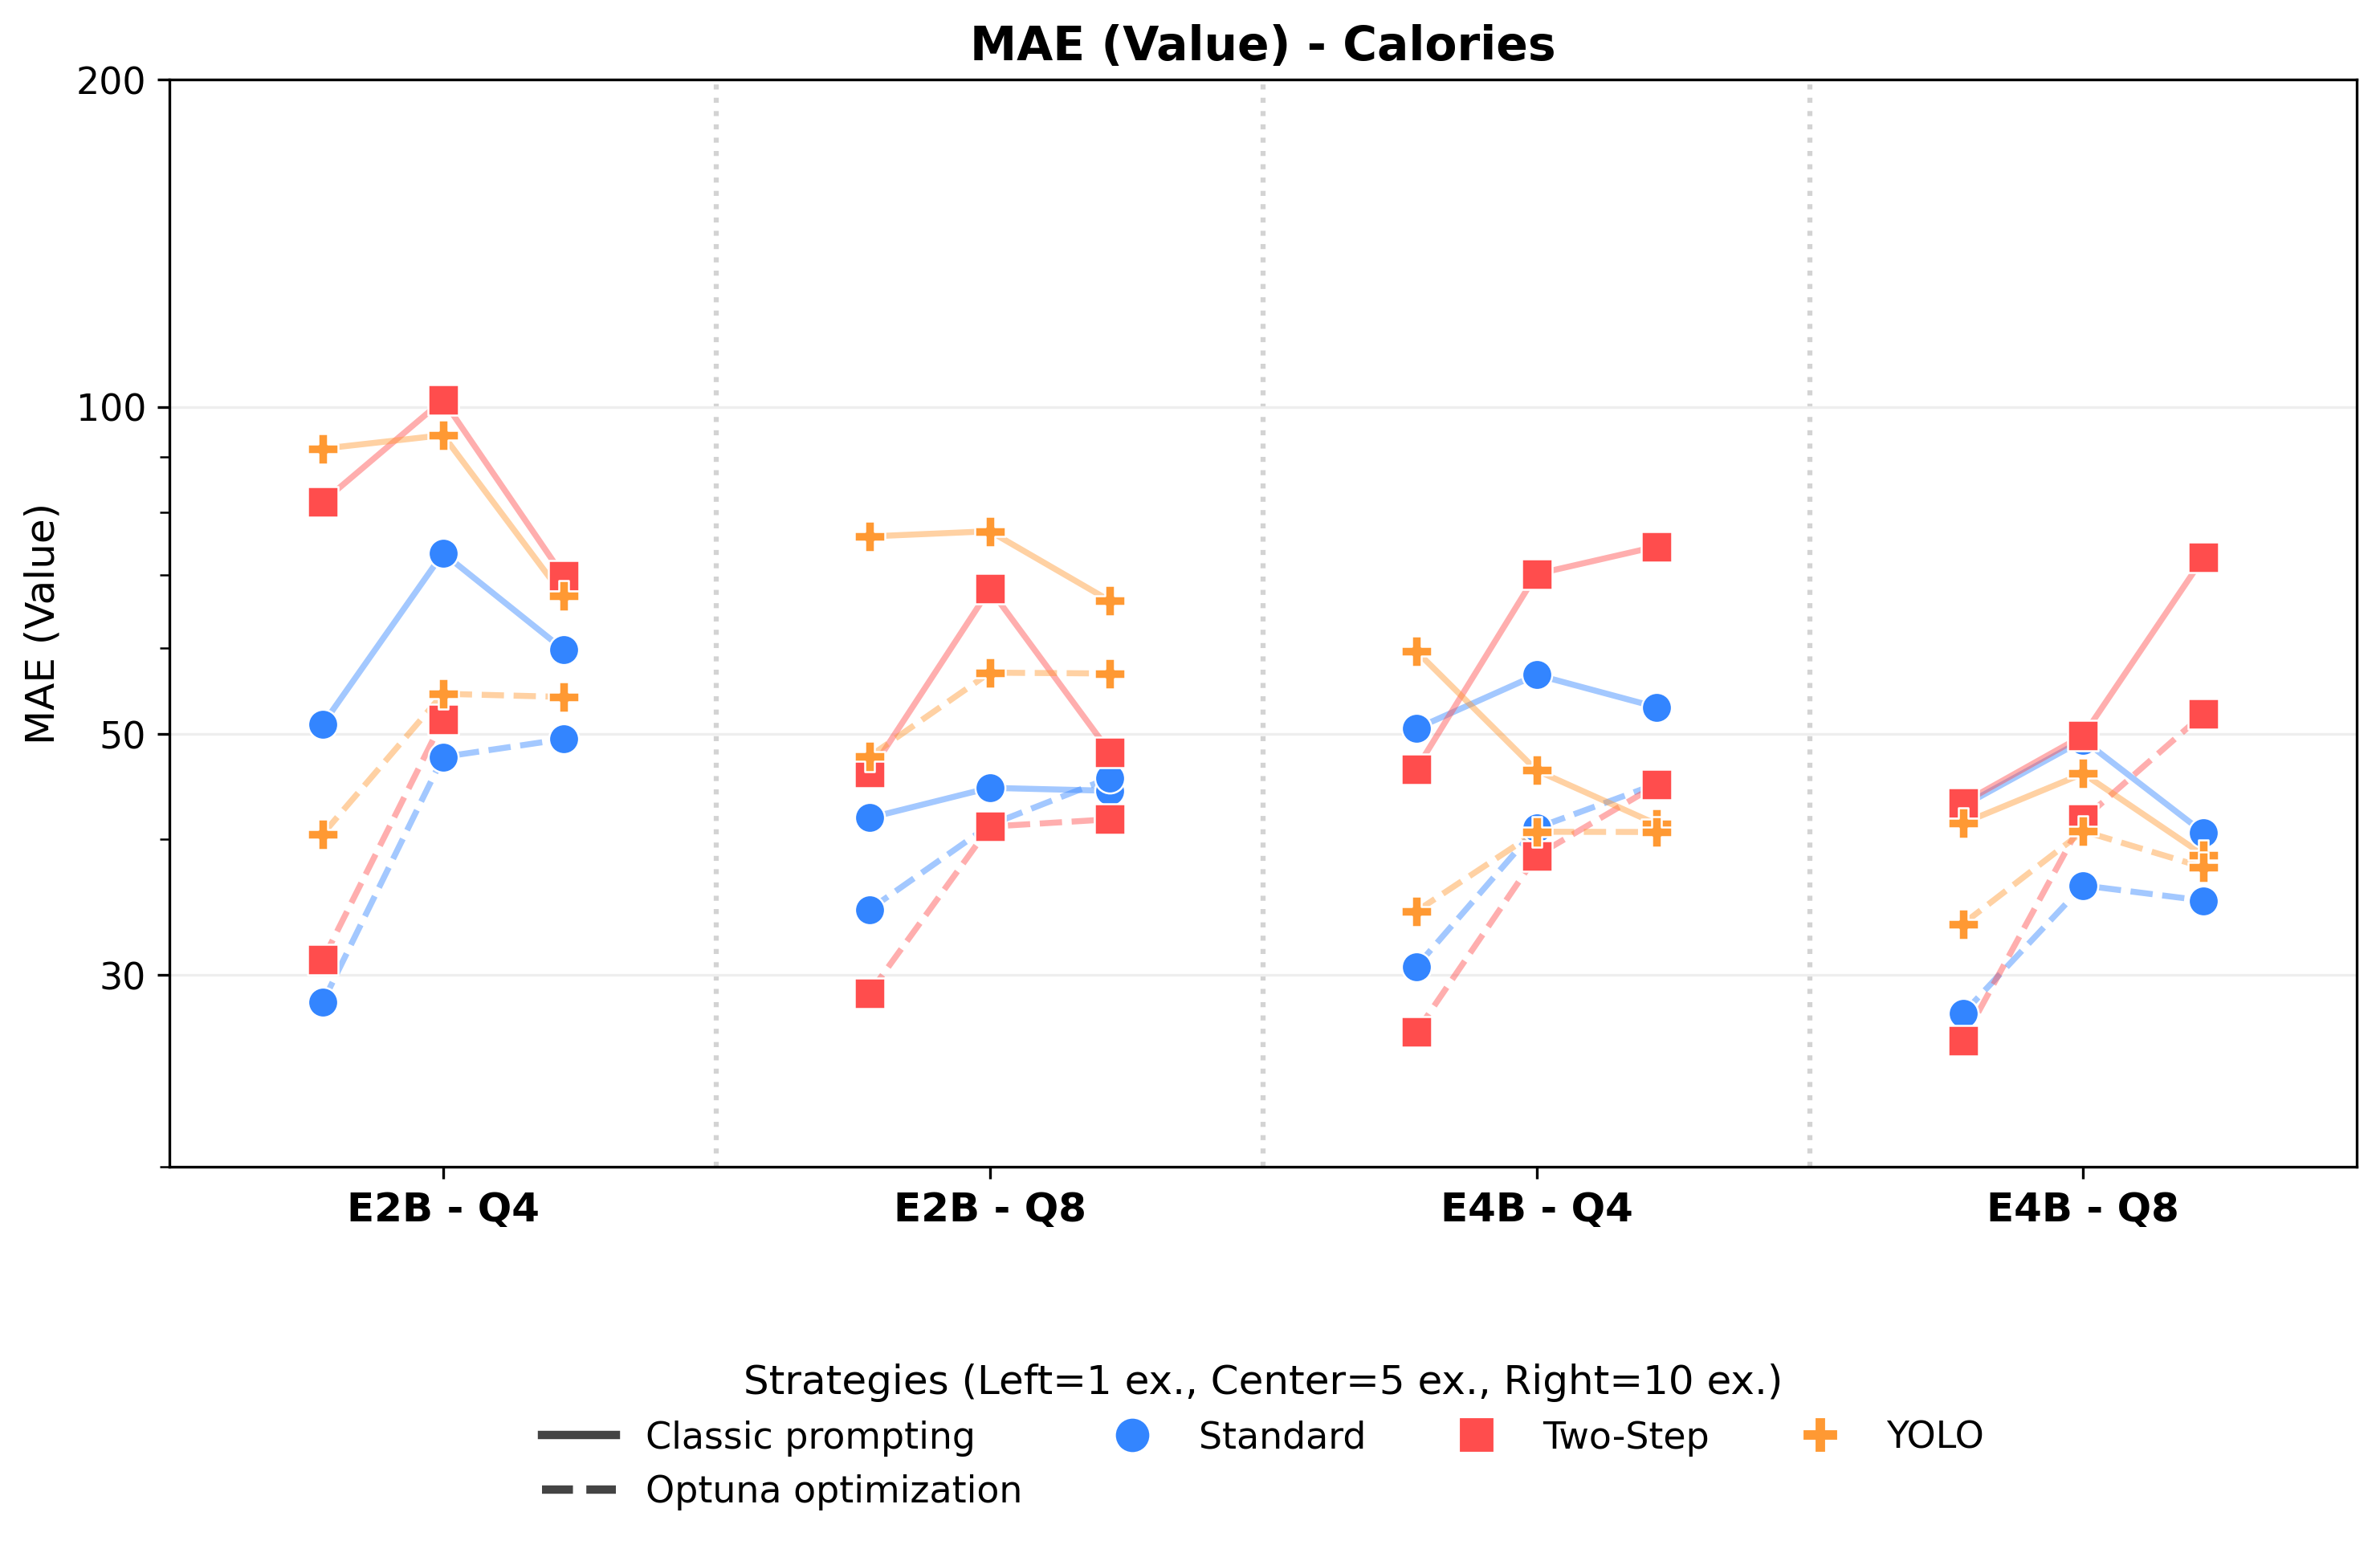 MAE (Value) - Calories
200
100
50
30
MAE (Value)
E2B - Q4
E2B - Q8
E4B - Q4
E4B - Q8
Strategies (Left=1 ex., Center=5 ex., Right=10 ex.)
Classic prompting
Standard
Two-Step
YOLO
Optuna optimization